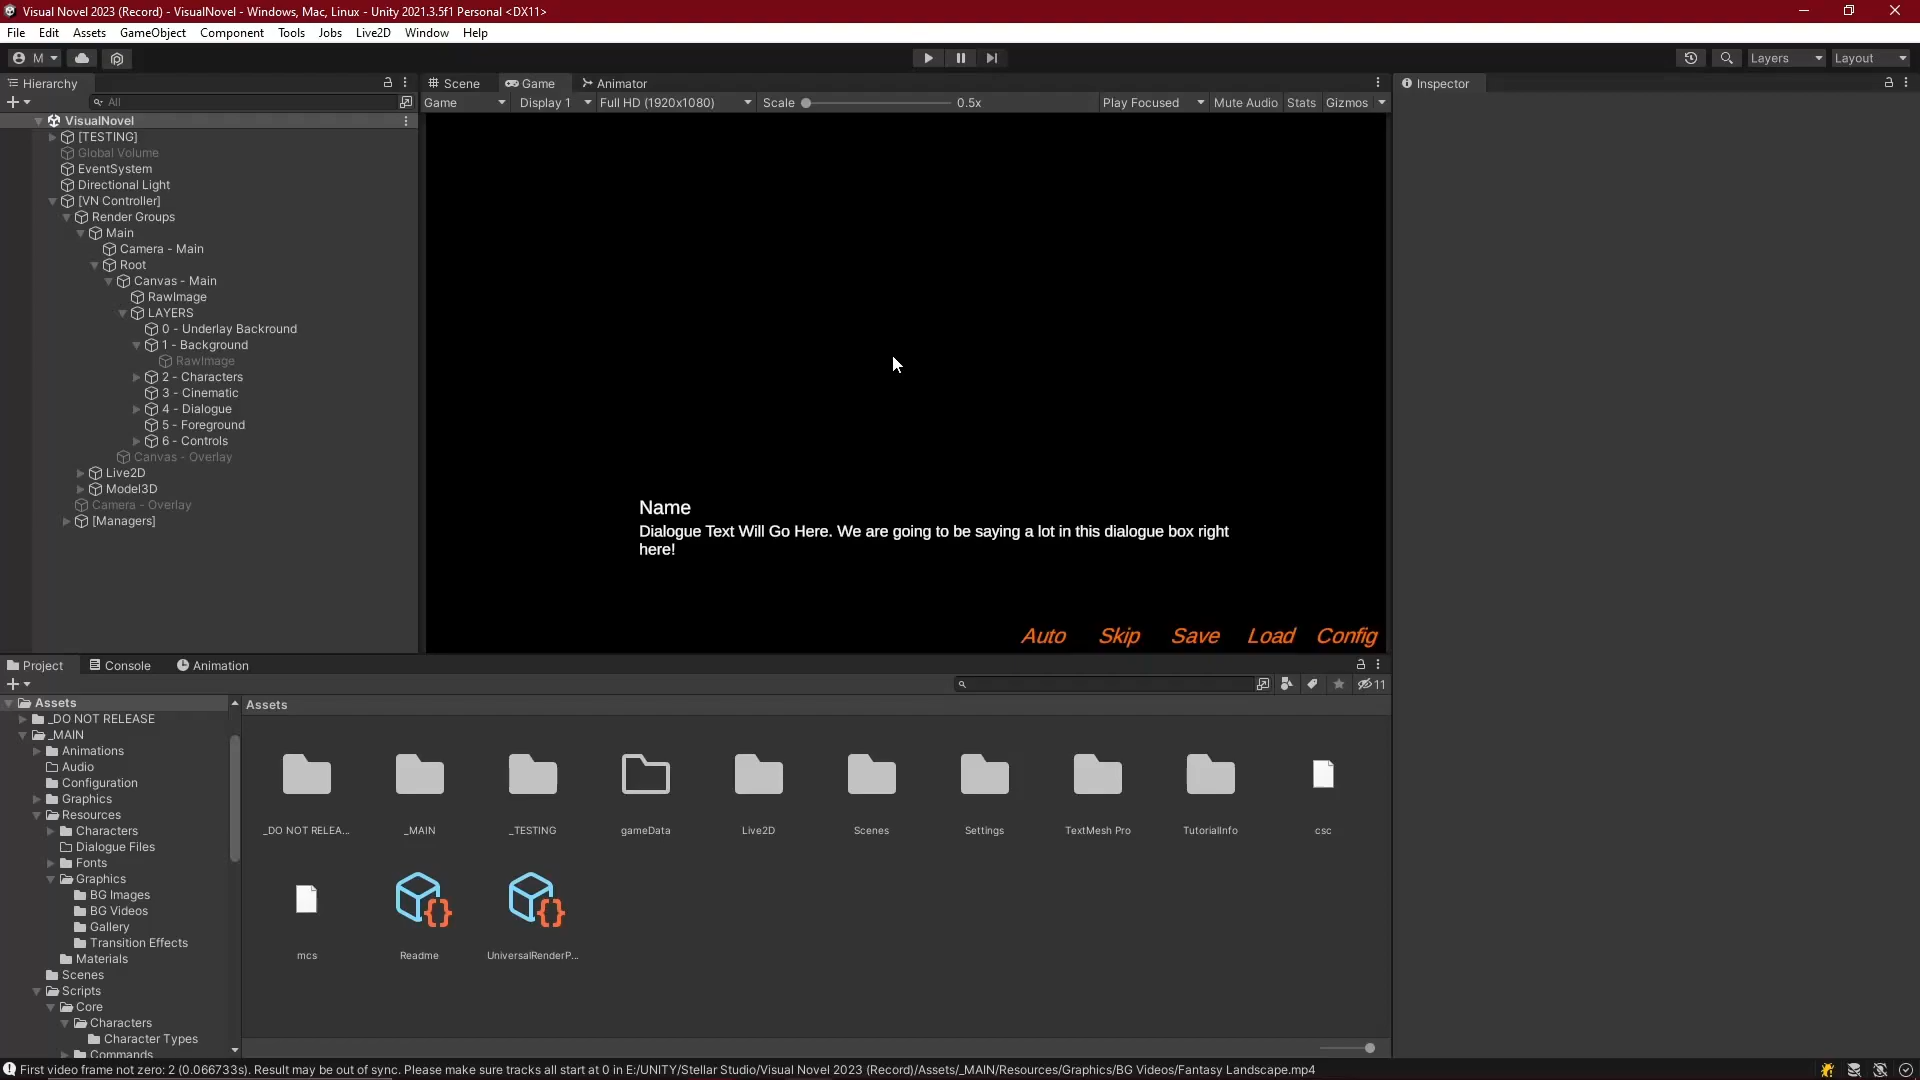 Visual Novel 2023 (Record) - VisualNovel - Windows, Mac, Linux - Unity 2021.3.5f1 Personal <DX11>
File Edit Assets GameObject Component Tools Jobs Live2D Window Help
M Layers Layout
Hierarchy
All
VisualNovel
[TESTING]
Global Volume
EventSystem
Directional Light
[VN Controller]
Render Groups
Main
Camera - Main
Root
Canvas - Main
RawImage
LAYERS
0 - Underlay Backround
1 - Background
RawImage
2 - Characters
3 - Cinematic
4 - Dialogue
5 - Foreground
6 - Controls
Canvas - Overlay
Live2D
Model3D
Camera - Overlay
[Managers]
Scene Game Animator
Game Display 1 Full HD (1920x1080) Scale 0.5x Play Focused Mute Audio Stats Gizmos
Name
Dialogue Text Will Go Here. We are going to be saying a lot in this dialogue box right
here!
Auto Skip Save Load Config
Inspector
Project Console Animation
11
Assets
_DO NOT RELEASE
_MAIN
Animations
Audio
Configuration
Graphics
Resources
Characters
Dialogue Files
Fonts
Graphics
BG Images
BG Videos
Gallery
Transition Effects
Materials
Scenes
Scripts
Core
Characters
Character Types
Commands
Assets
_DO NOT RELEA... _MAIN _TESTING gameData Live2D Scenes Settings TextMesh Pro TutorialInfo csc
mcs Readme UniversalRenderP...
First video frame not zero: 2 (0.066733s). Result may be out of sync. Please make sure tracks all start at 0 in E:/UNITY/Stellar Studio/Visual Novel 2023 (Record)/Assets/_MAIN/Resources/Graphics/BG Videos/Fantasy Landscape.mp4